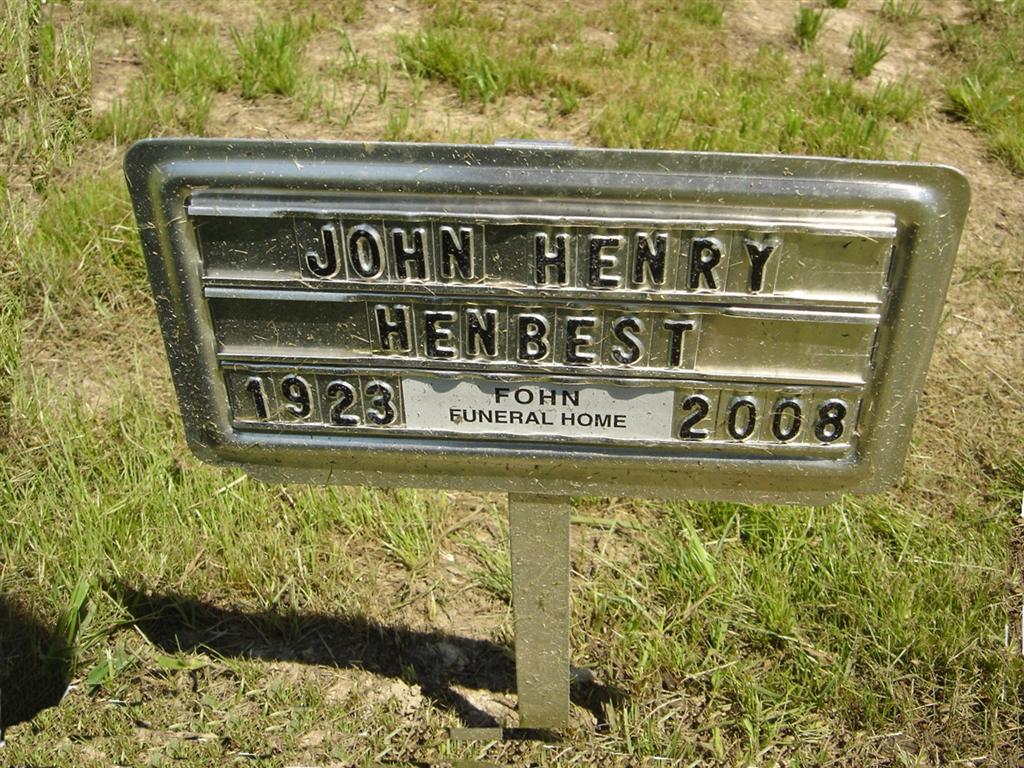 JOHN HENRY
HENBEST
1923 FOHN FUNERAL HOME 2008